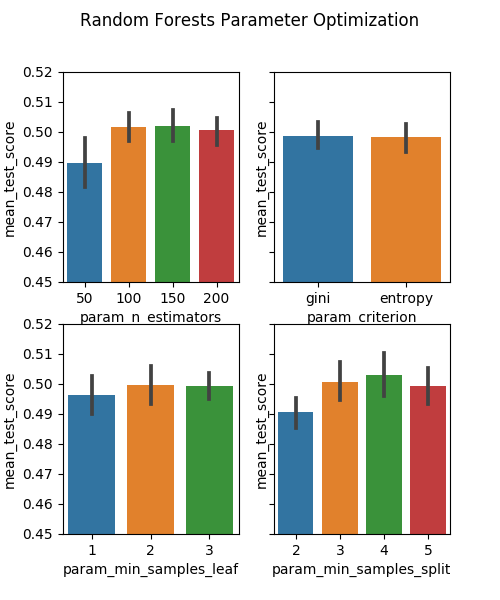 Random Forests Parameter Optimization
mean_test_score
0.52
0.51
0.50
0.49
0.48
0.47
0.46
0.45
50 100 150 200
param_n_estimators
mean_test_score
gini entropy
param_criterion
mean_test_score
0.52
0.51
0.50
0.49
0.48
0.47
0.46
0.45
1 2 3
param_min_samples_leaf
mean_test_score
2 3 4 5
param_min_samples_split